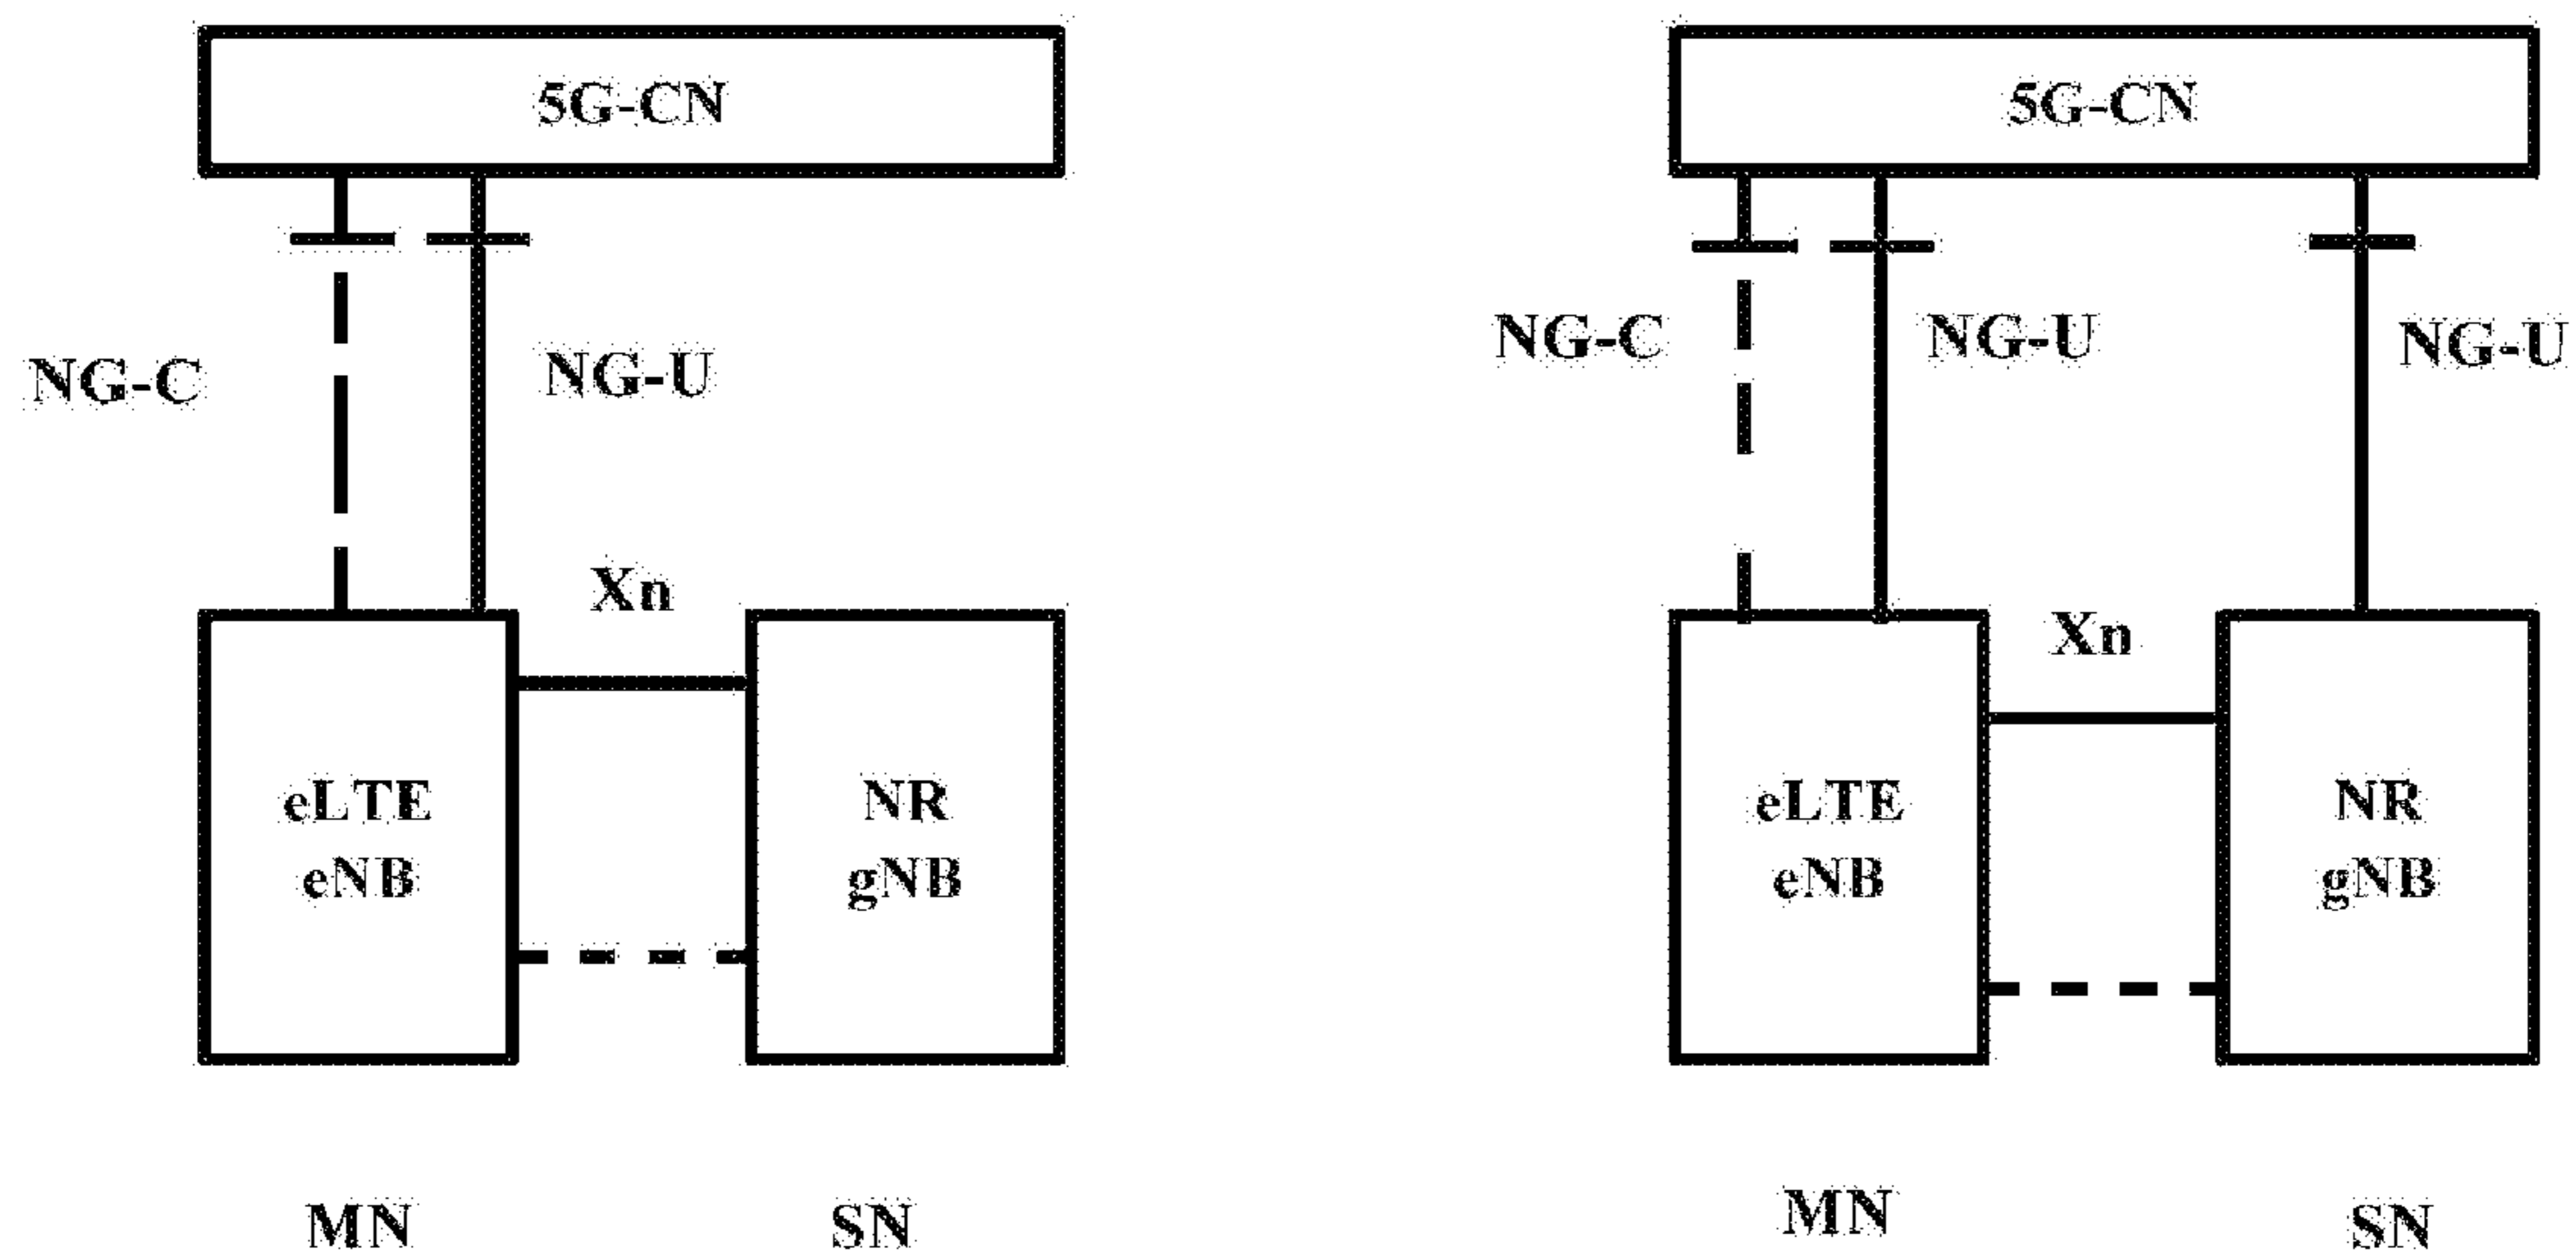 5G-CN
NG-C
NG-U
Xn
eLTE
eNB
NR
gNB
MN
SN
5G-CN
NG-C
NG-U
NG-U
Xn
eLTE
eNB
NR
gNB
MN
SN